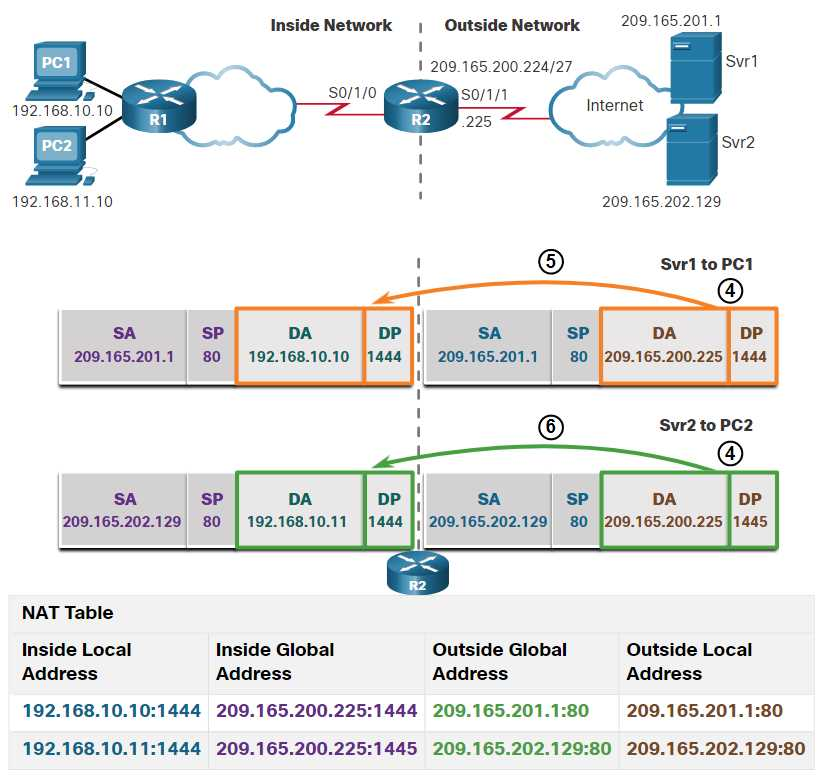 Inside Network
Outside Network
209.165.201.1
PC1
Svr1
209.165.200.224/27
192.168.10.10
R1
S0/1/0
R2
S0/1/1
.225
Internet
PC2
Svr2
192.168.11.10
209.165.202.129
5
Svr1 to PC1
4
SA SP DA DP SA SP DA DP
209.165.201.1 80 192.168.10.10 1444 209.165.201.1 80 209.165.200.225 1444
6
Svr2 to PC2
4
SA SP DA DP SA SP DA DP
209.165.202.129 80 192.168.10.11 1444 209.165.202.129 80 209.165.200.225 1445
R2
NAT Table
Inside Local Address
Inside Global Address
Outside Global Address
Outside Local Address
192.168.10.10:1444 209.165.200.225:1444 209.165.201.1:80 209.165.201.1:80
192.168.10.11:1444 209.165.200.225:1445 209.165.202.129:80 209.165.202.129:80